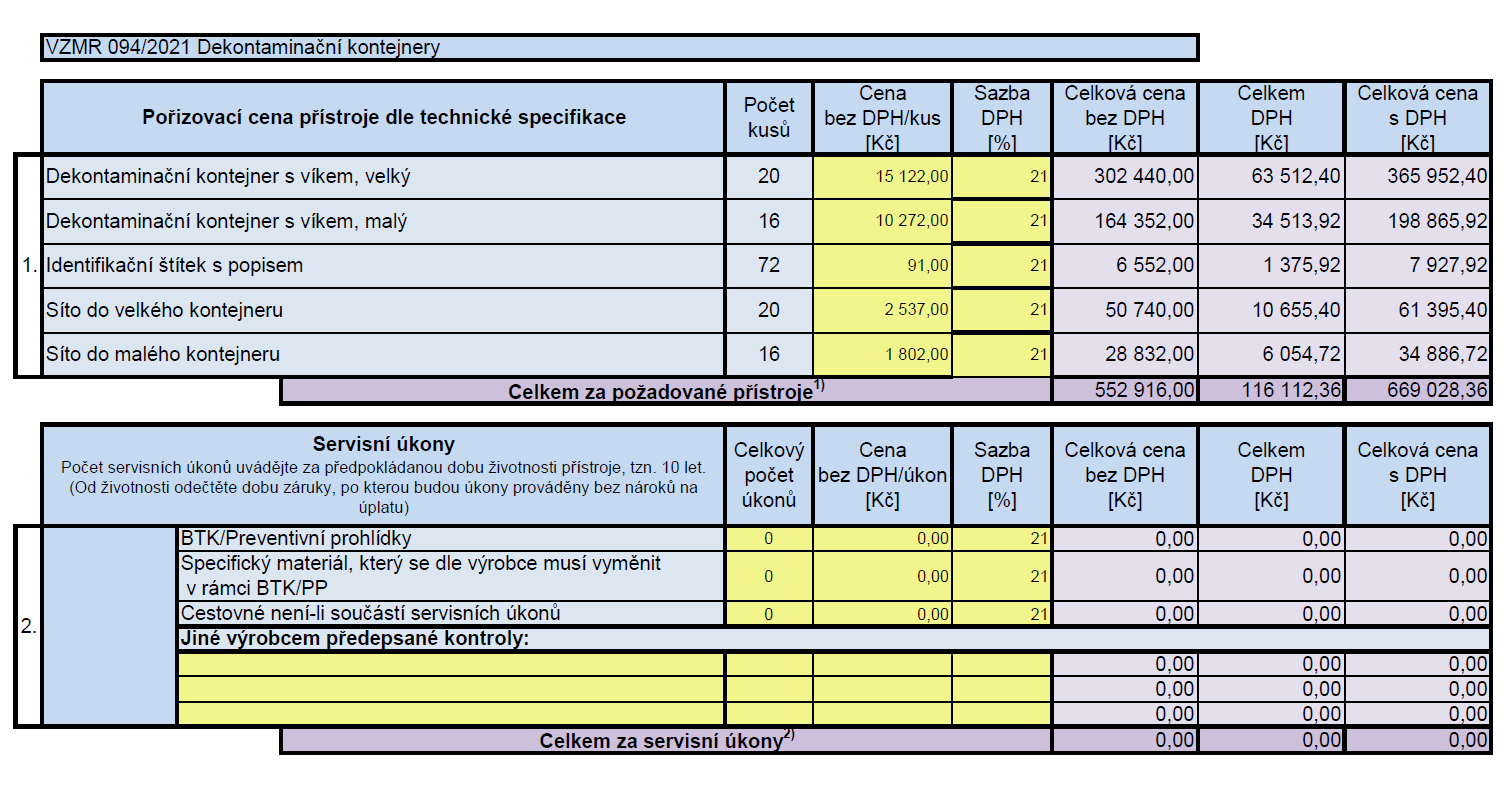 VZMR 094/2021 Dekontaminační kontejnery
Pořizovací cena přístroje dle technické specifikace
Počet
kusů
Cena
bez DPH/kus
[Kč]
Sazba
DPH
[%]
Celková cena
bez DPH
[Kč]
Celkem
DPH
[Kč]
Celková cena
s DPH
[Kč]
1.
Dekontaminační kontejner s víkem, velký 20 15 122,00 21 302 440,00 63 512,40 365 952,40
Dekontaminační kontejner s víkem, malý 16 10 272,00 21 164 352,00 34 513,92 198 865,92
Identifikační štítek s popisem 72 91,00 21 6 552,00 1 375,92 7 927,92
Síto do velkého kontejneru 20 2 537,00 21 50 740,00 10 655,40 61 395,40
Síto do malého kontejneru 16 1 802,00 21 28 832,00 6 054,72 34 886,72
Celkem za požadované přístroje1) 552 916,00 116 112,36 669 028,36
Servisní úkony
Počet servisních úkonů uvádějte za předpokládanou dobu životnosti přístroje, tzn. 10 let.
(Od životnosti odečtěte dobu záruky, po kterou budou úkony prováděny bez nároků na
úplatu)
Celkový
počet
úkonů
Cena
bez DPH/úkon
[Kč]
Sazba
DPH
[%]
Celková cena
bez DPH
[Kč]
Celkem
DPH
[Kč]
Celková cena
s DPH
[Kč]
2.
BTK/Preventivní prohlídky 0 0,00 21 0,00 0,00 0,00
Specifický materiál, který se dle výrobce musí vyměnit
v rámci BTK/PP 0 0,00 21 0,00 0,00 0,00
Cestovné není-li součástí servisních úkonů 0 0,00 21 0,00 0,00 0,00
Jiné výrobcem předepsané kontroly:
0,00 0,00 0,00
0,00 0,00 0,00
0,00 0,00 0,00
Celkem za servisní úkony2) 0,00 0,00 0,00